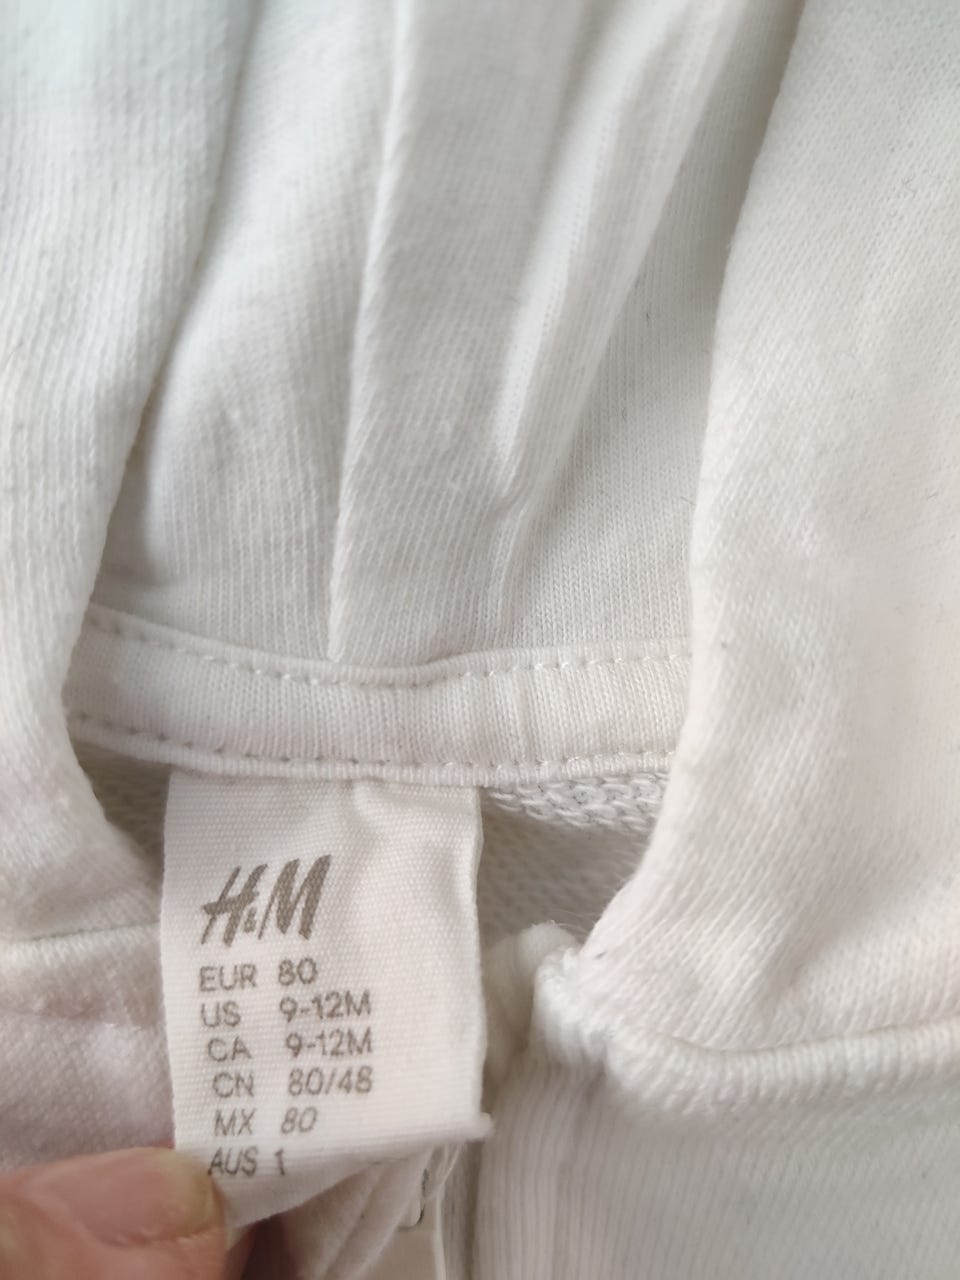 H&M
EUR 80
US 9-12M
CA 9-12M
CN 80/48
MX 80
AUS 1